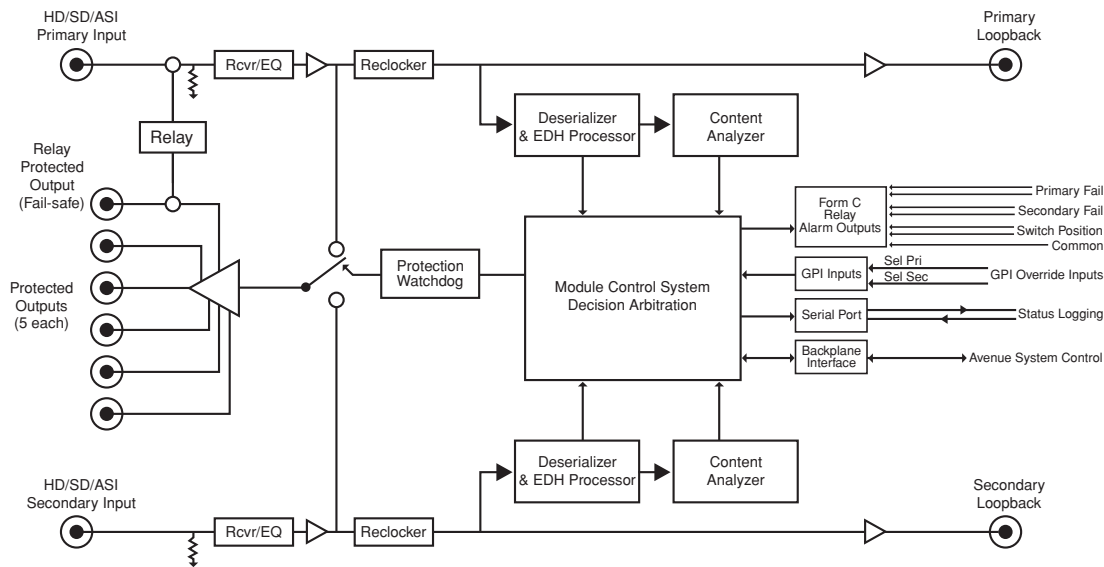 HD/SD/ASI
Primary Input
Primary
Loopback
Rcvr/EQ
Reclocker
Deserializer
& EDH Processor
Content
Analyzer
Relay
Relay
Protected
Output
(Fail-safe)
Form C
Relay
Alarm Outputs
Primary Fail
Secondary Fail
Switch Position
Common
Protection
Watchdog
Module Control System
Decision Arbitration
GPI Inputs
Sel Pri
Sel Sec
GPI Override Inputs
Protected
Outputs
(5 each)
Serial Port
Status Logging
Backplane
Interface
Avenue System Control
Deserializer
& EDH Processor
Content
Analyzer
HD/SD/ASI
Secondary Input
Secondary
Loopback
Rcvr/EQ
Reclocker